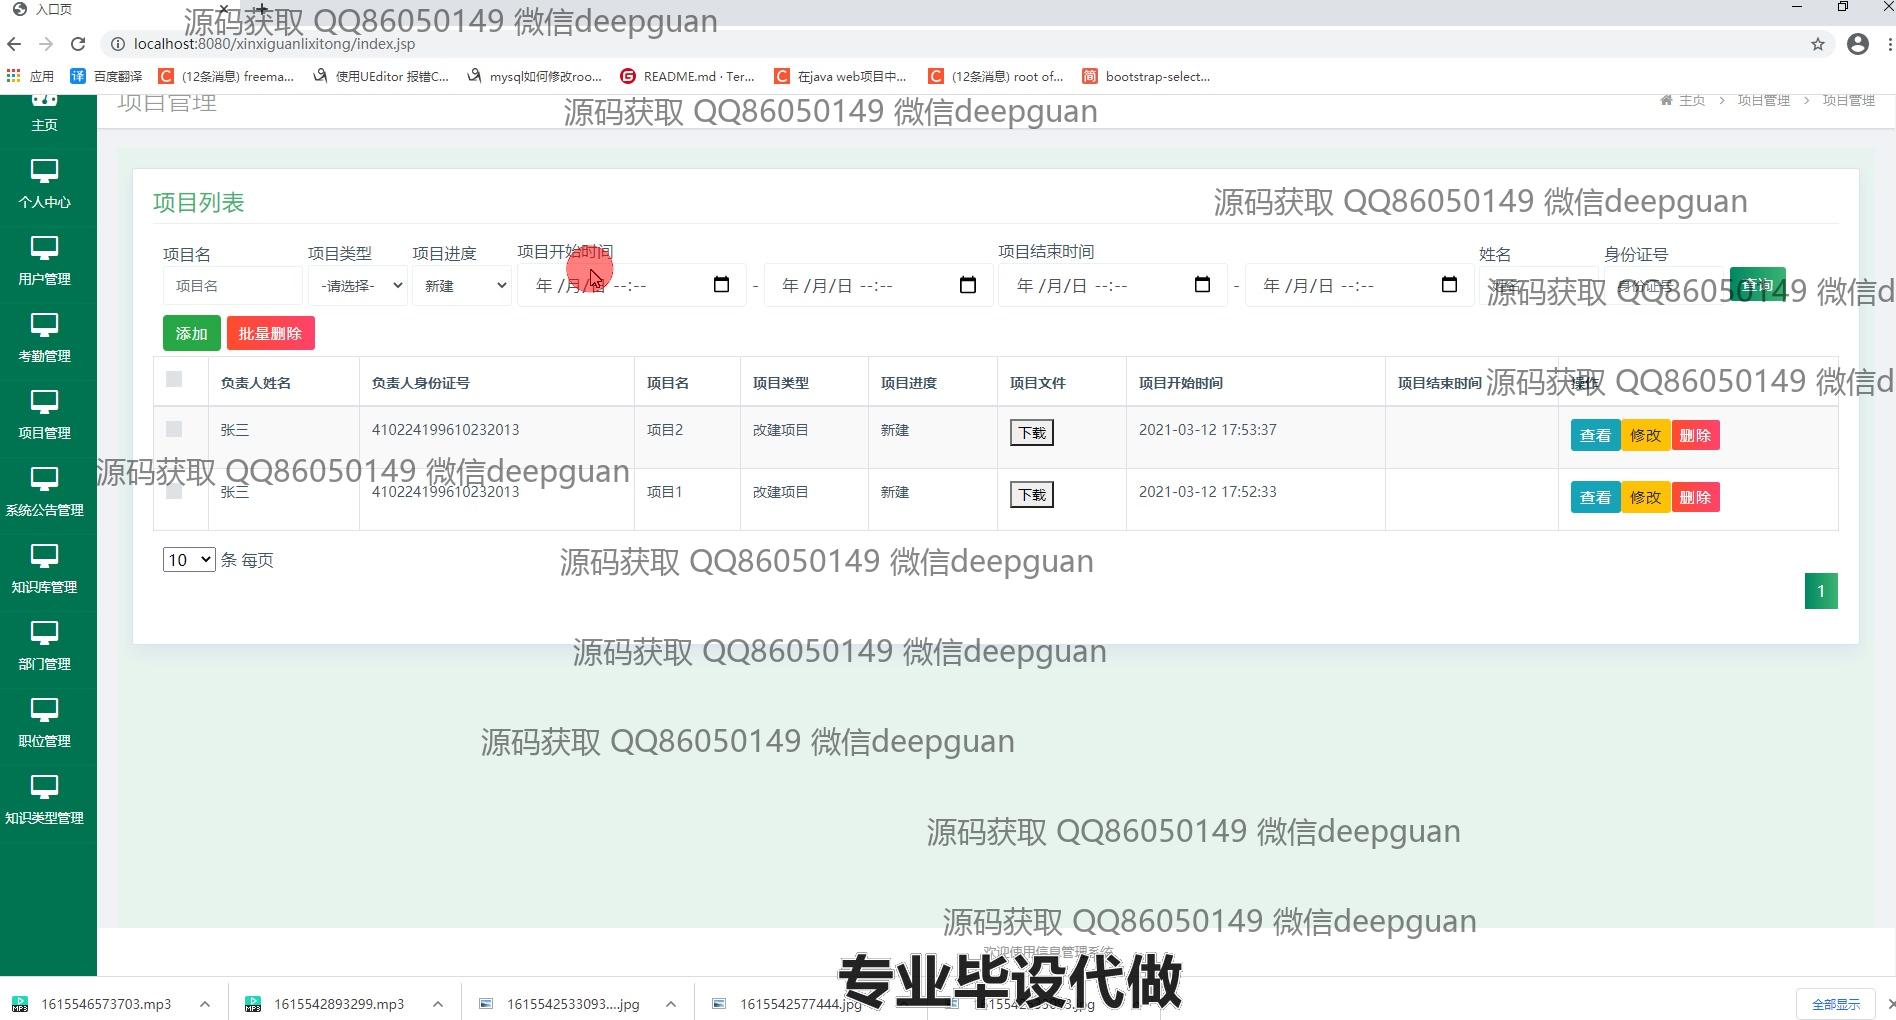 入口页
源码获取 QQ86050149 微信deepguan
localhost:8080/xinxiguanlixitong/index.jsp
应用 百度翻译 (12条消息) freema... 使用UEditor 报错C... mysql如何修改roo... README.md · Ter... 在java web项目中... (12条消息) root of... bootstrap-select...
项目管理
源码获取 QQ86050149 微信deepguan
主页 > 项目管理 > 项目管理
主页
个人中心
用户管理
考勤管理
项目管理
系统公告管理
知识库管理
部门管理
职位管理
知识类型管理
项目列表
源码获取 QQ86050149 微信deepguan
项目名 项目类型 项目进度 项目开始时间 项目结束时间 姓名 身份证号
项目名 -请选择- 新建 年 /月/日 --:-- - 年 /月/日 --:-- 年 /月/日 --:-- - 年 /月/日 --:-- 姓名 身份证号 查询
源码获取 QQ86050149 微信d
添加 批量删除
负责人姓名 负责人身份证号 项目名 项目类型 项目进度 项目文件 项目开始时间 项目结束时间 操作
源码获取 QQ86050149 微信d
张三 410224199610232013 项目2 改建项目 新建 下载 2021-03-12 17:53:37 查看 修改 删除
源码获取 QQ86050149 微信deepguan
张三 410224199610232013 项目1 改建项目 新建 下载 2021-03-12 17:52:33 查看 修改 删除
10 条 每页
源码获取 QQ86050149 微信deepguan
1
源码获取 QQ86050149 微信deepguan
源码获取 QQ86050149 微信deepguan
源码获取 QQ86050149 微信deepguan
源码获取 QQ86050149 微信deepguan
欢迎使用信息管理系统
专业毕设代做
1615546573703.mp3 1615542893299.mp3 1615542533093....jpg 1615542577444.jpg 全部显示